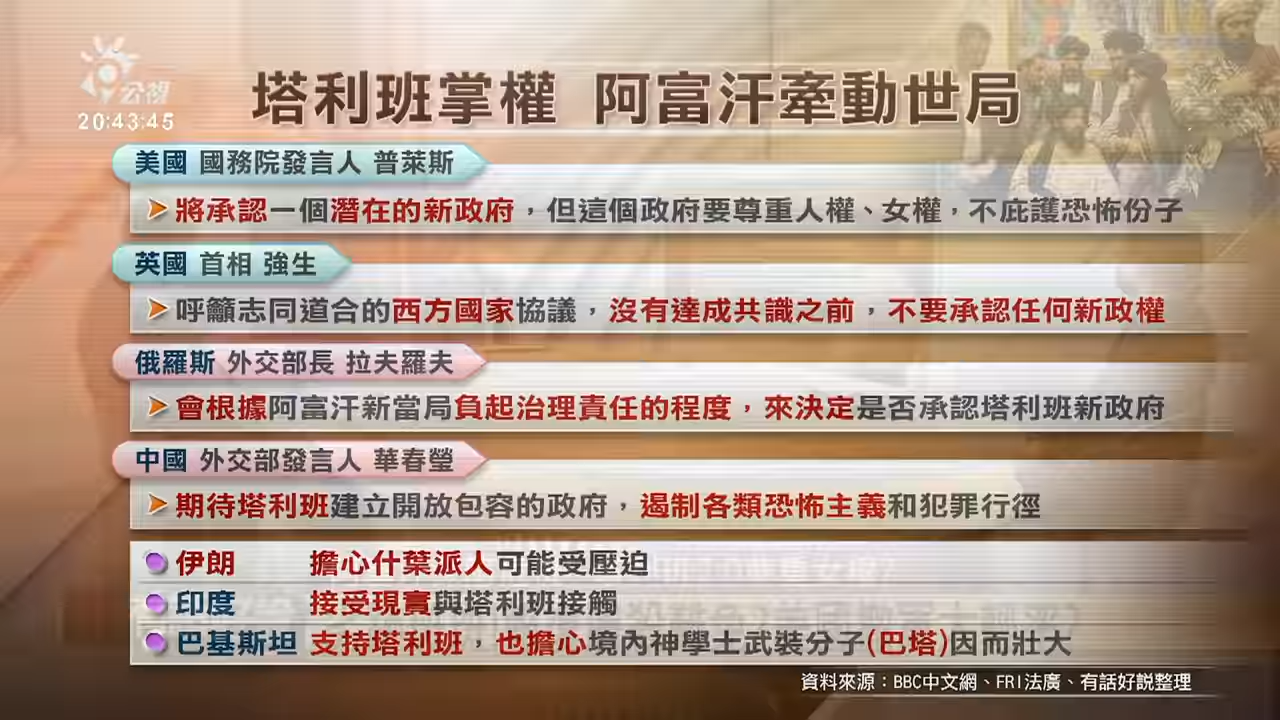 公視
20:43:45
塔利班掌權 阿富汗牽動世局
美國 國務院發言人 普萊斯
將承認一個潛在的新政府，但這個政府要尊重人權、女權，不庇護恐怖份子
英國 首相 強生
呼籲志同道合的西方國家協議，沒有達成共識之前，不要承認任何新政權
俄羅斯 外交部長 拉夫羅夫
會根據阿富汗新當局負起治理責任的程度，來決定是否承認塔利班新政府
中國 外交部發言人 華春瑩
期待塔利班建立開放包容的政府，遏制各類恐怖主義和犯罪行徑
伊朗 擔心什葉派人可能受壓迫
印度 接受現實與塔利班接觸
巴基斯坦 支持塔利班，也擔心境內神學士武裝分子(巴塔)因而壯大
資料來源：BBC中文網、FRI法廣、有話好說整理